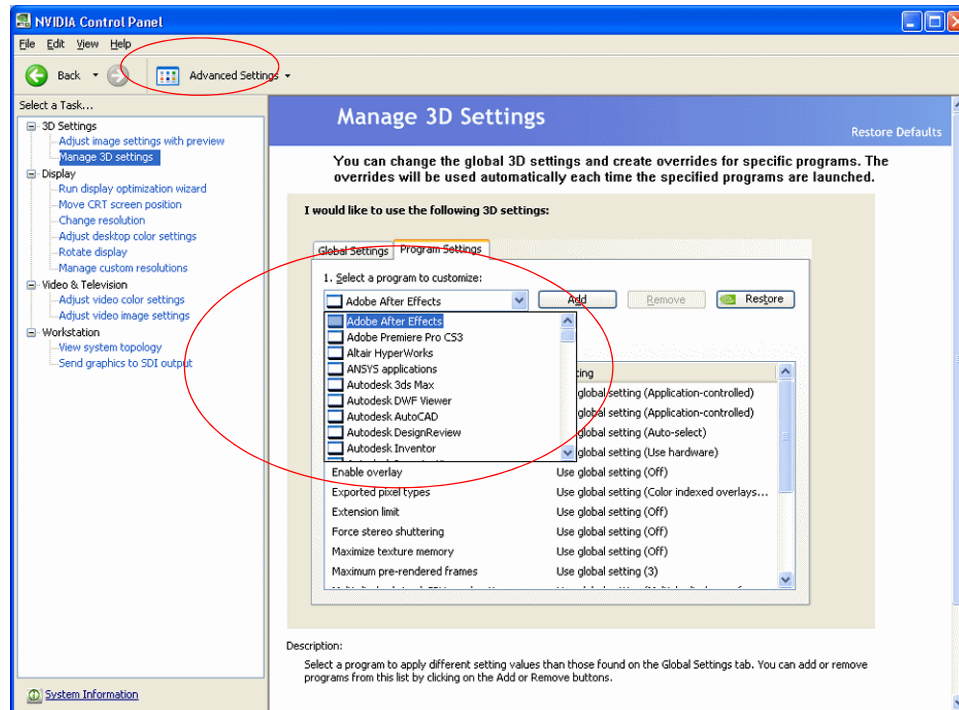 NVIDIA Control Panel
File Edit View Help
Back Advanced Settings
Select a Task...
3D Settings
Adjust image settings with preview
Manage 3D settings
Display
Run display optimization wizard
Move CRT screen position
Change resolution
Adjust desktop color settings
Rotate display
Manage custom resolutions
Video & Television
Adjust video color settings
Adjust video image settings
Workstation
View system topology
Send graphics to SDI output
System Information
Manage 3D Settings
Restore Defaults
You can change the global 3D settings and create overrides for specific programs. The
overrides will be used automatically each time the specified programs are launched.
I would like to use the following 3D settings:
Global Settings Program Settings
1. Select a program to customize:
Adobe After Effects Add Remove Restore
Adobe After Effects
Adobe Premiere Pro CS3
Altair HyperWorks
ANSYS applications
Autodesk 3ds Max
Autodesk DWF Viewer
Autodesk AutoCAD
Autodesk DesignReview
Autodesk Inventor
global setting (Application-controlled)
global setting (Application-controlled)
global setting (Auto-select)
global setting (Use hardware)
Enable overlay Use global setting (Off)
Exported pixel types Use global setting (Color indexed overlays...
Extension limit Use global setting (Off)
Force stereo shuttering Use global setting (Off)
Maximize texture memory Use global setting (Off)
Maximum pre-rendered frames Use global setting (3)
Description:
Select a program to apply different setting values than those found on the Global Settings tab. You can add or remove
programs from this list by clicking on the Add or Remove buttons.